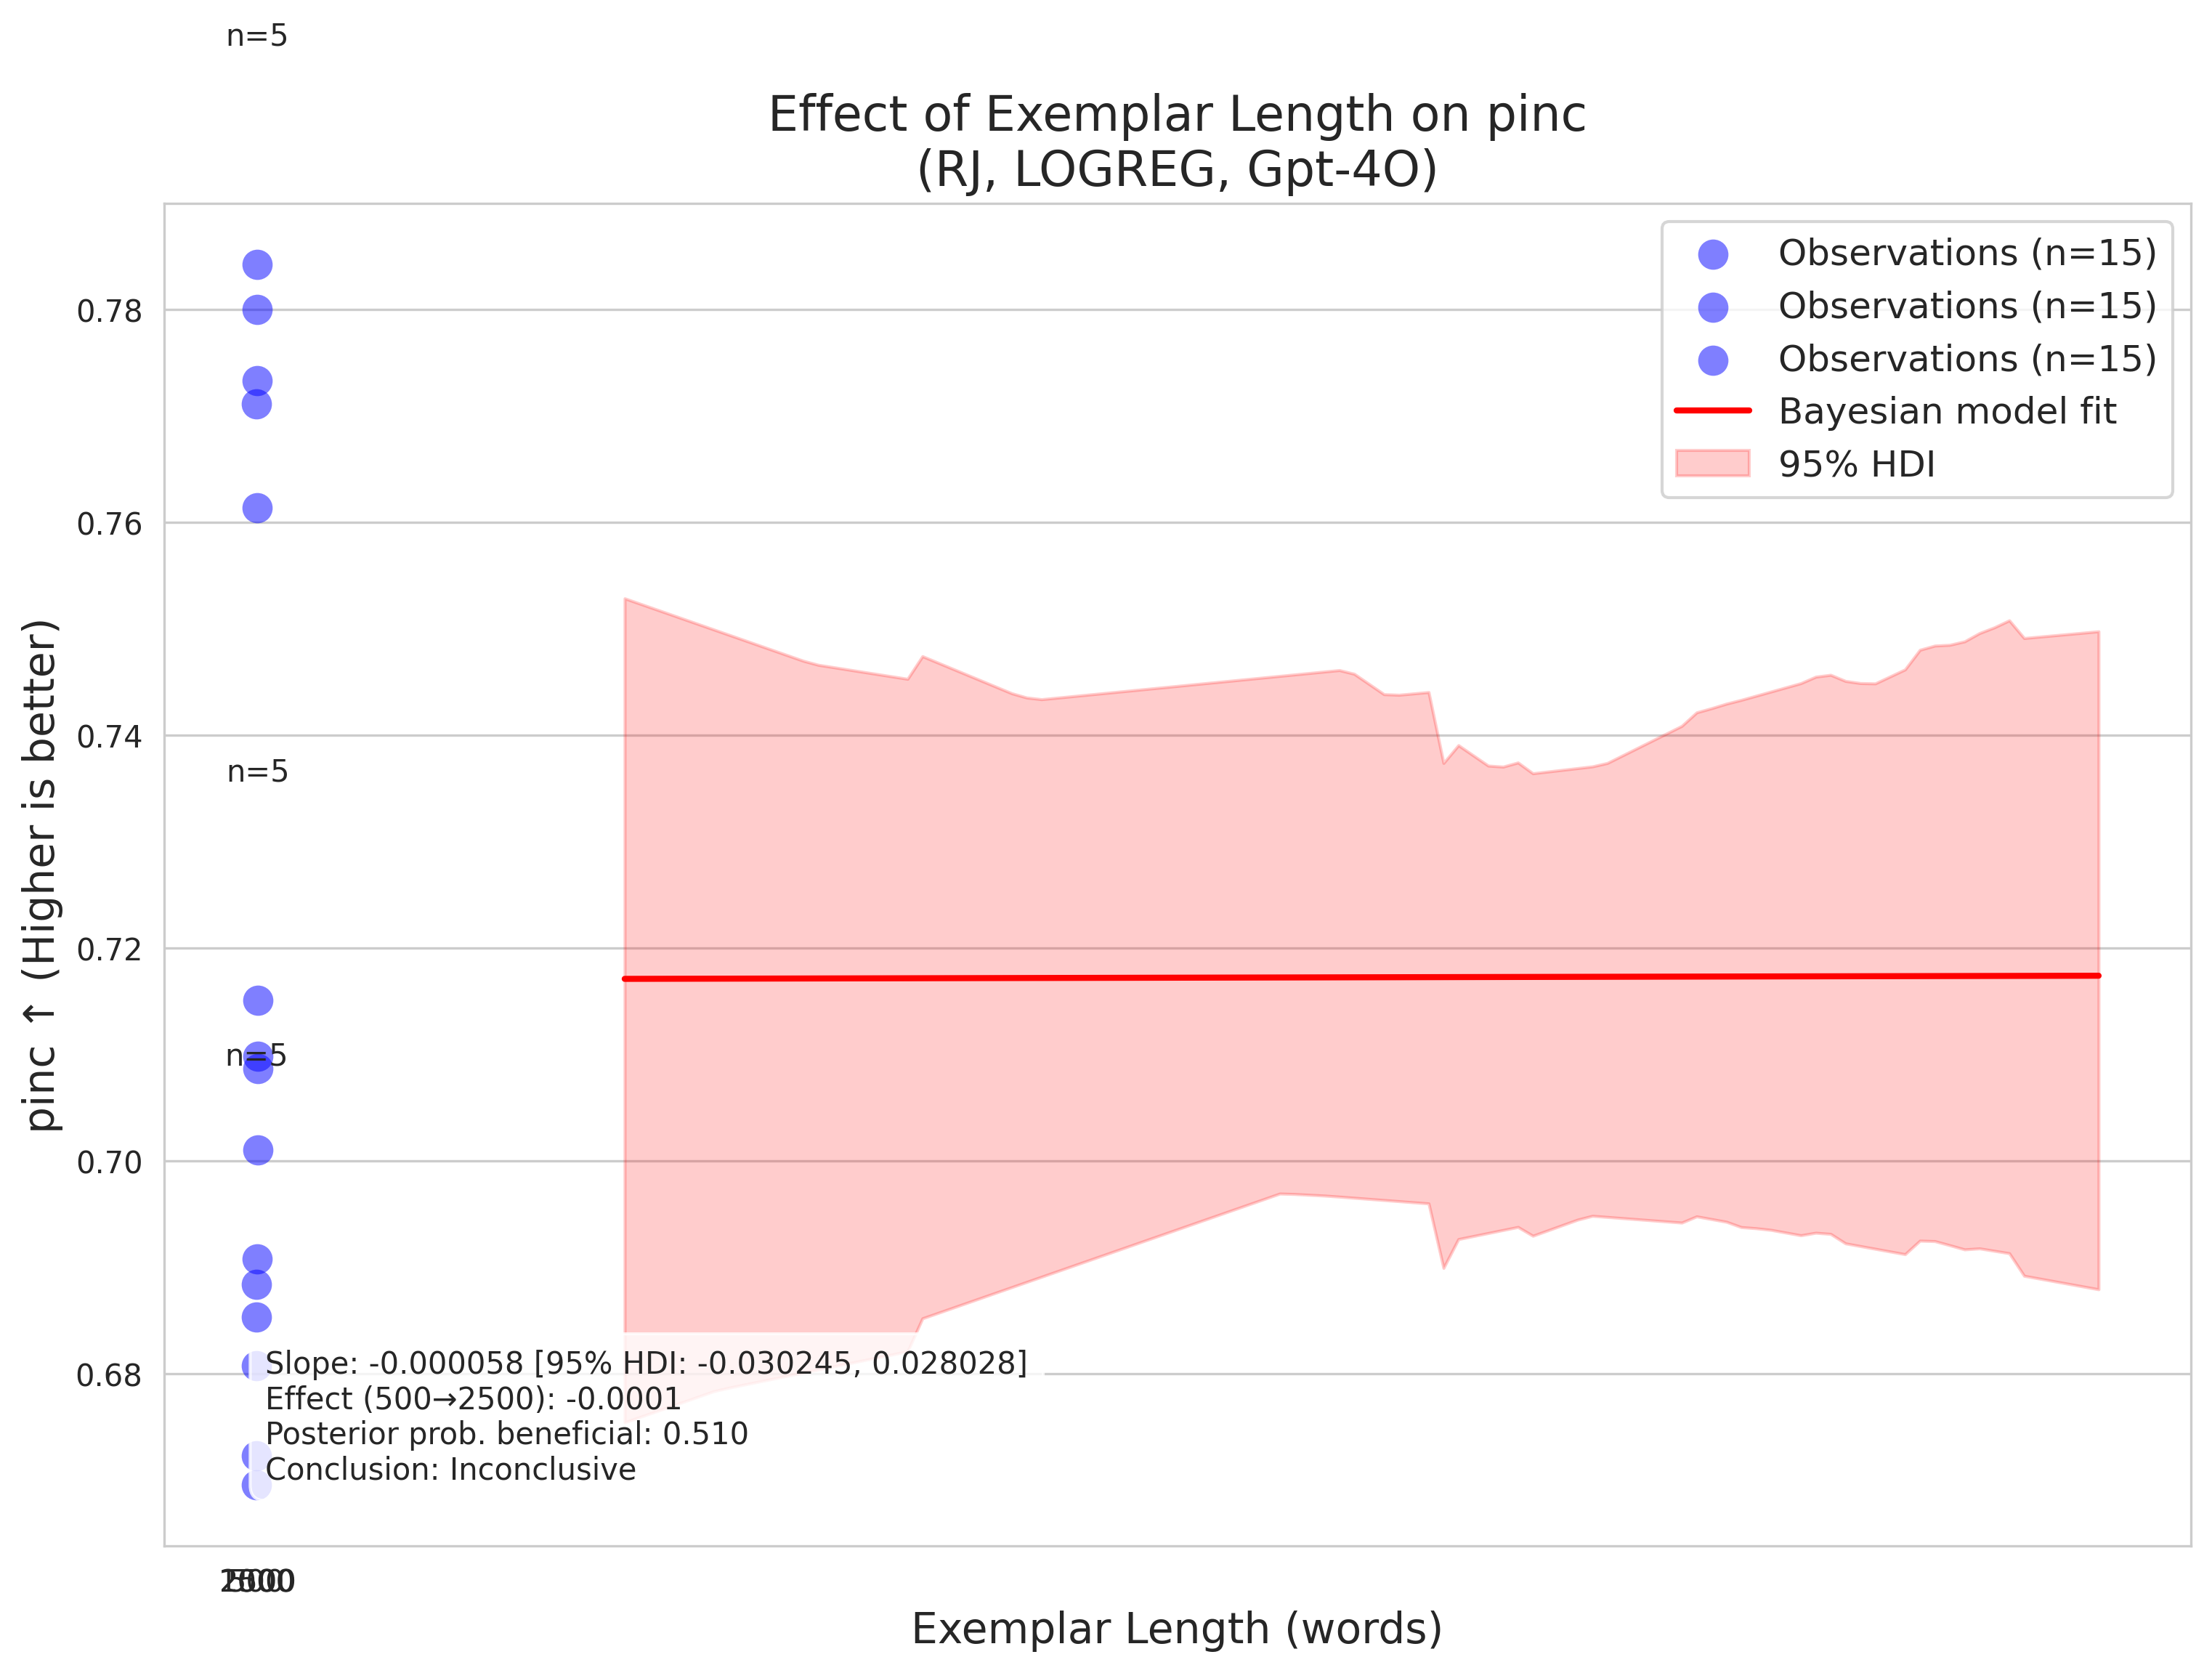 n=5
Effect of Exemplar Length on pinc
(RJ, LOGREG, Gpt-4O)
Observations (n=15)
Observations (n=15)
Observations (n=15)
Bayesian model fit
95% HDI
0.78
0.76
0.74
0.72
0.70
0.68
pinc ↑ (Higher is better)
n=5
n=5
Slope: -0.000058 [95% HDI: -0.030245, 0.028028]
Effect (500→2500): -0.0001
Posterior prob. beneficial: 0.510
Conclusion: Inconclusive
Exemplar Length (words)